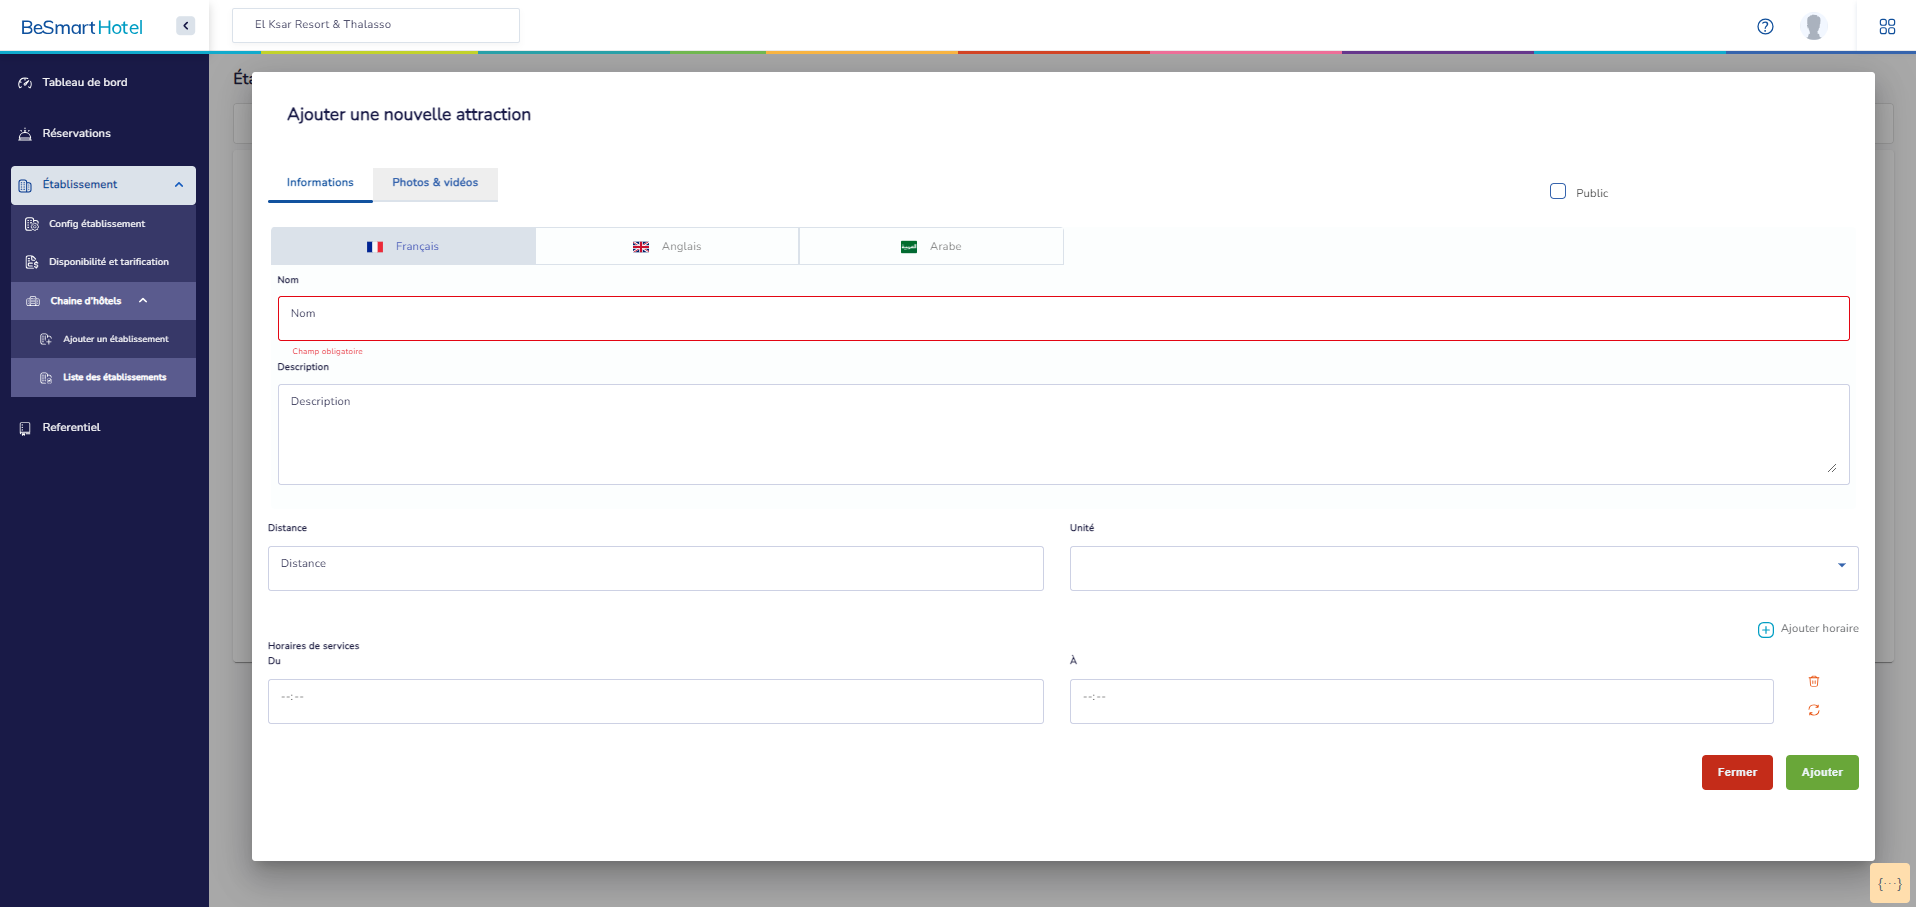 BeSmart Hotel
El Ksar Resort & Thalasso
Tableau de bord
Réservations
Établissement
Config établissement
Disponibilité et tarification
Chaine d'hôtels
Ajouter un établissement
Liste des établissements
Referentiel
Éta
Ajouter une nouvelle attraction
Informations
Photos & vidéos
Public
Français
Anglais
Arabe
Nom
Nom
Champ obligatoire
Description
Description
Distance
Unité
Distance
Ajouter horaire
Horaires de services
Du
À
--:--
--:--
Fermer
Ajouter
{···}